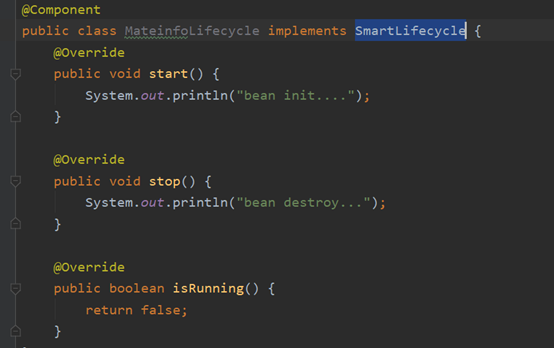 @Component
public class MateinfoLifecycle implements SmartLifecycle {
@Override
public void start() {
System.out.println("bean init....");
}
@Override
public void stop() {
System.out.println("bean destroy...");
}
@Override
public boolean isRunning() {
return false;
}